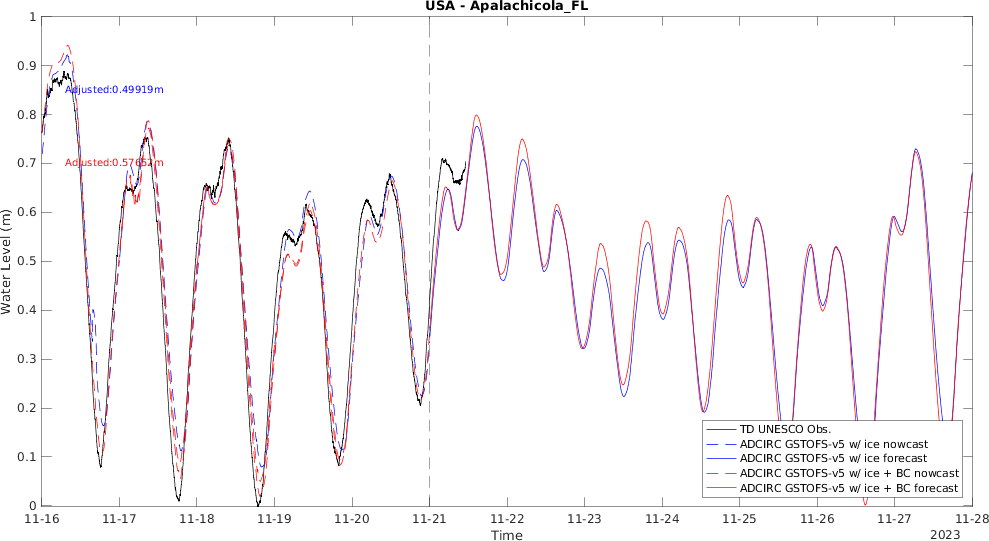 USA - Apalachicola_FL
1
0.9
0.8
0.7
0.6
0.5
0.4
0.3
0.2
0.1
0
Water Level (m)
Adjusted:0.49919m
Adjusted:0.57652m
TD UNESCO Obs.
ADCIRC GSTOFS-v5 w/ ice nowcast
ADCIRC GSTOFS-v5 w/ ice forecast
ADCIRC GSTOFS-v5 w/ ice + BC nowcast
ADCIRC GSTOFS-v5 w/ ice + BC forecast
11-16 11-17 11-18 11-19 11-20 11-21 11-22 11-23 11-24 11-25 11-26 11-27 11-28
Time
2023